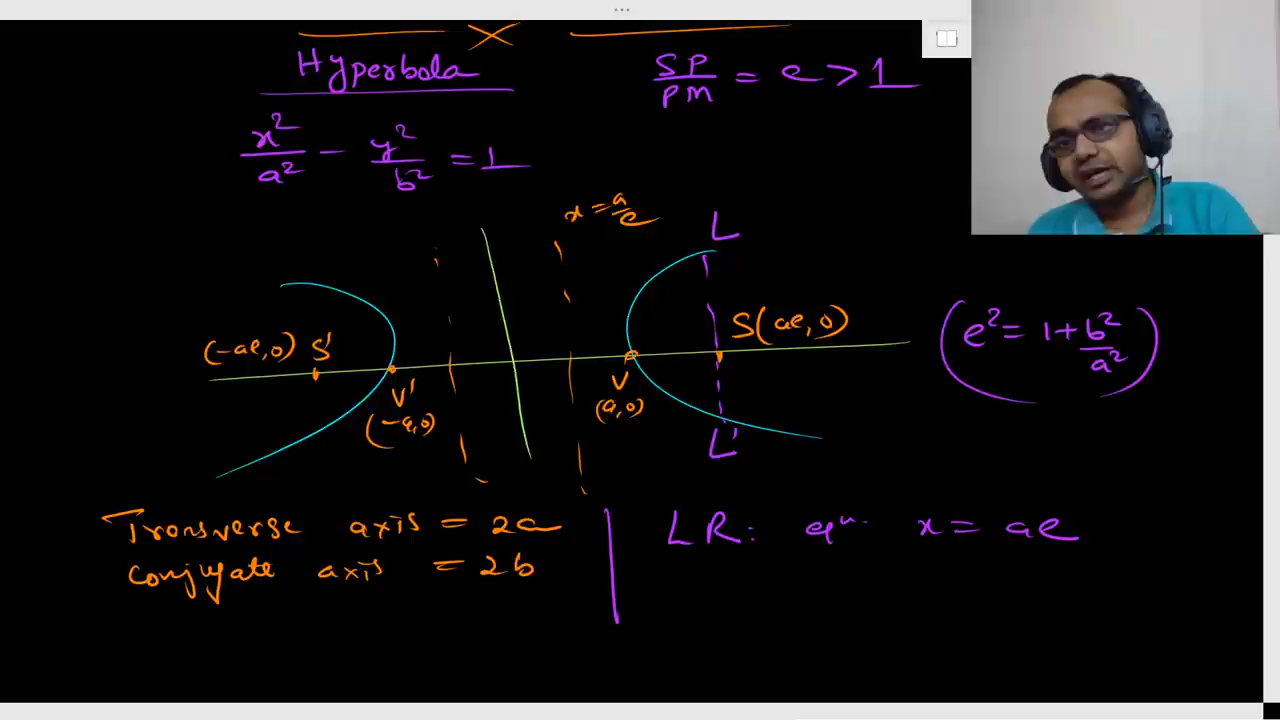 Hyperbola
SP/PM = e > 1
x²/a² - y²/b² = 1
x = a/e
L
(-ae,0) S'
S(ae,0)
(e² = 1 + b²/a²)
V'
(-a,0)
V
(a,0)
L'
Transverse axis = 2a
Conjugate axis = 2b
LR: eqⁿ. x = ae